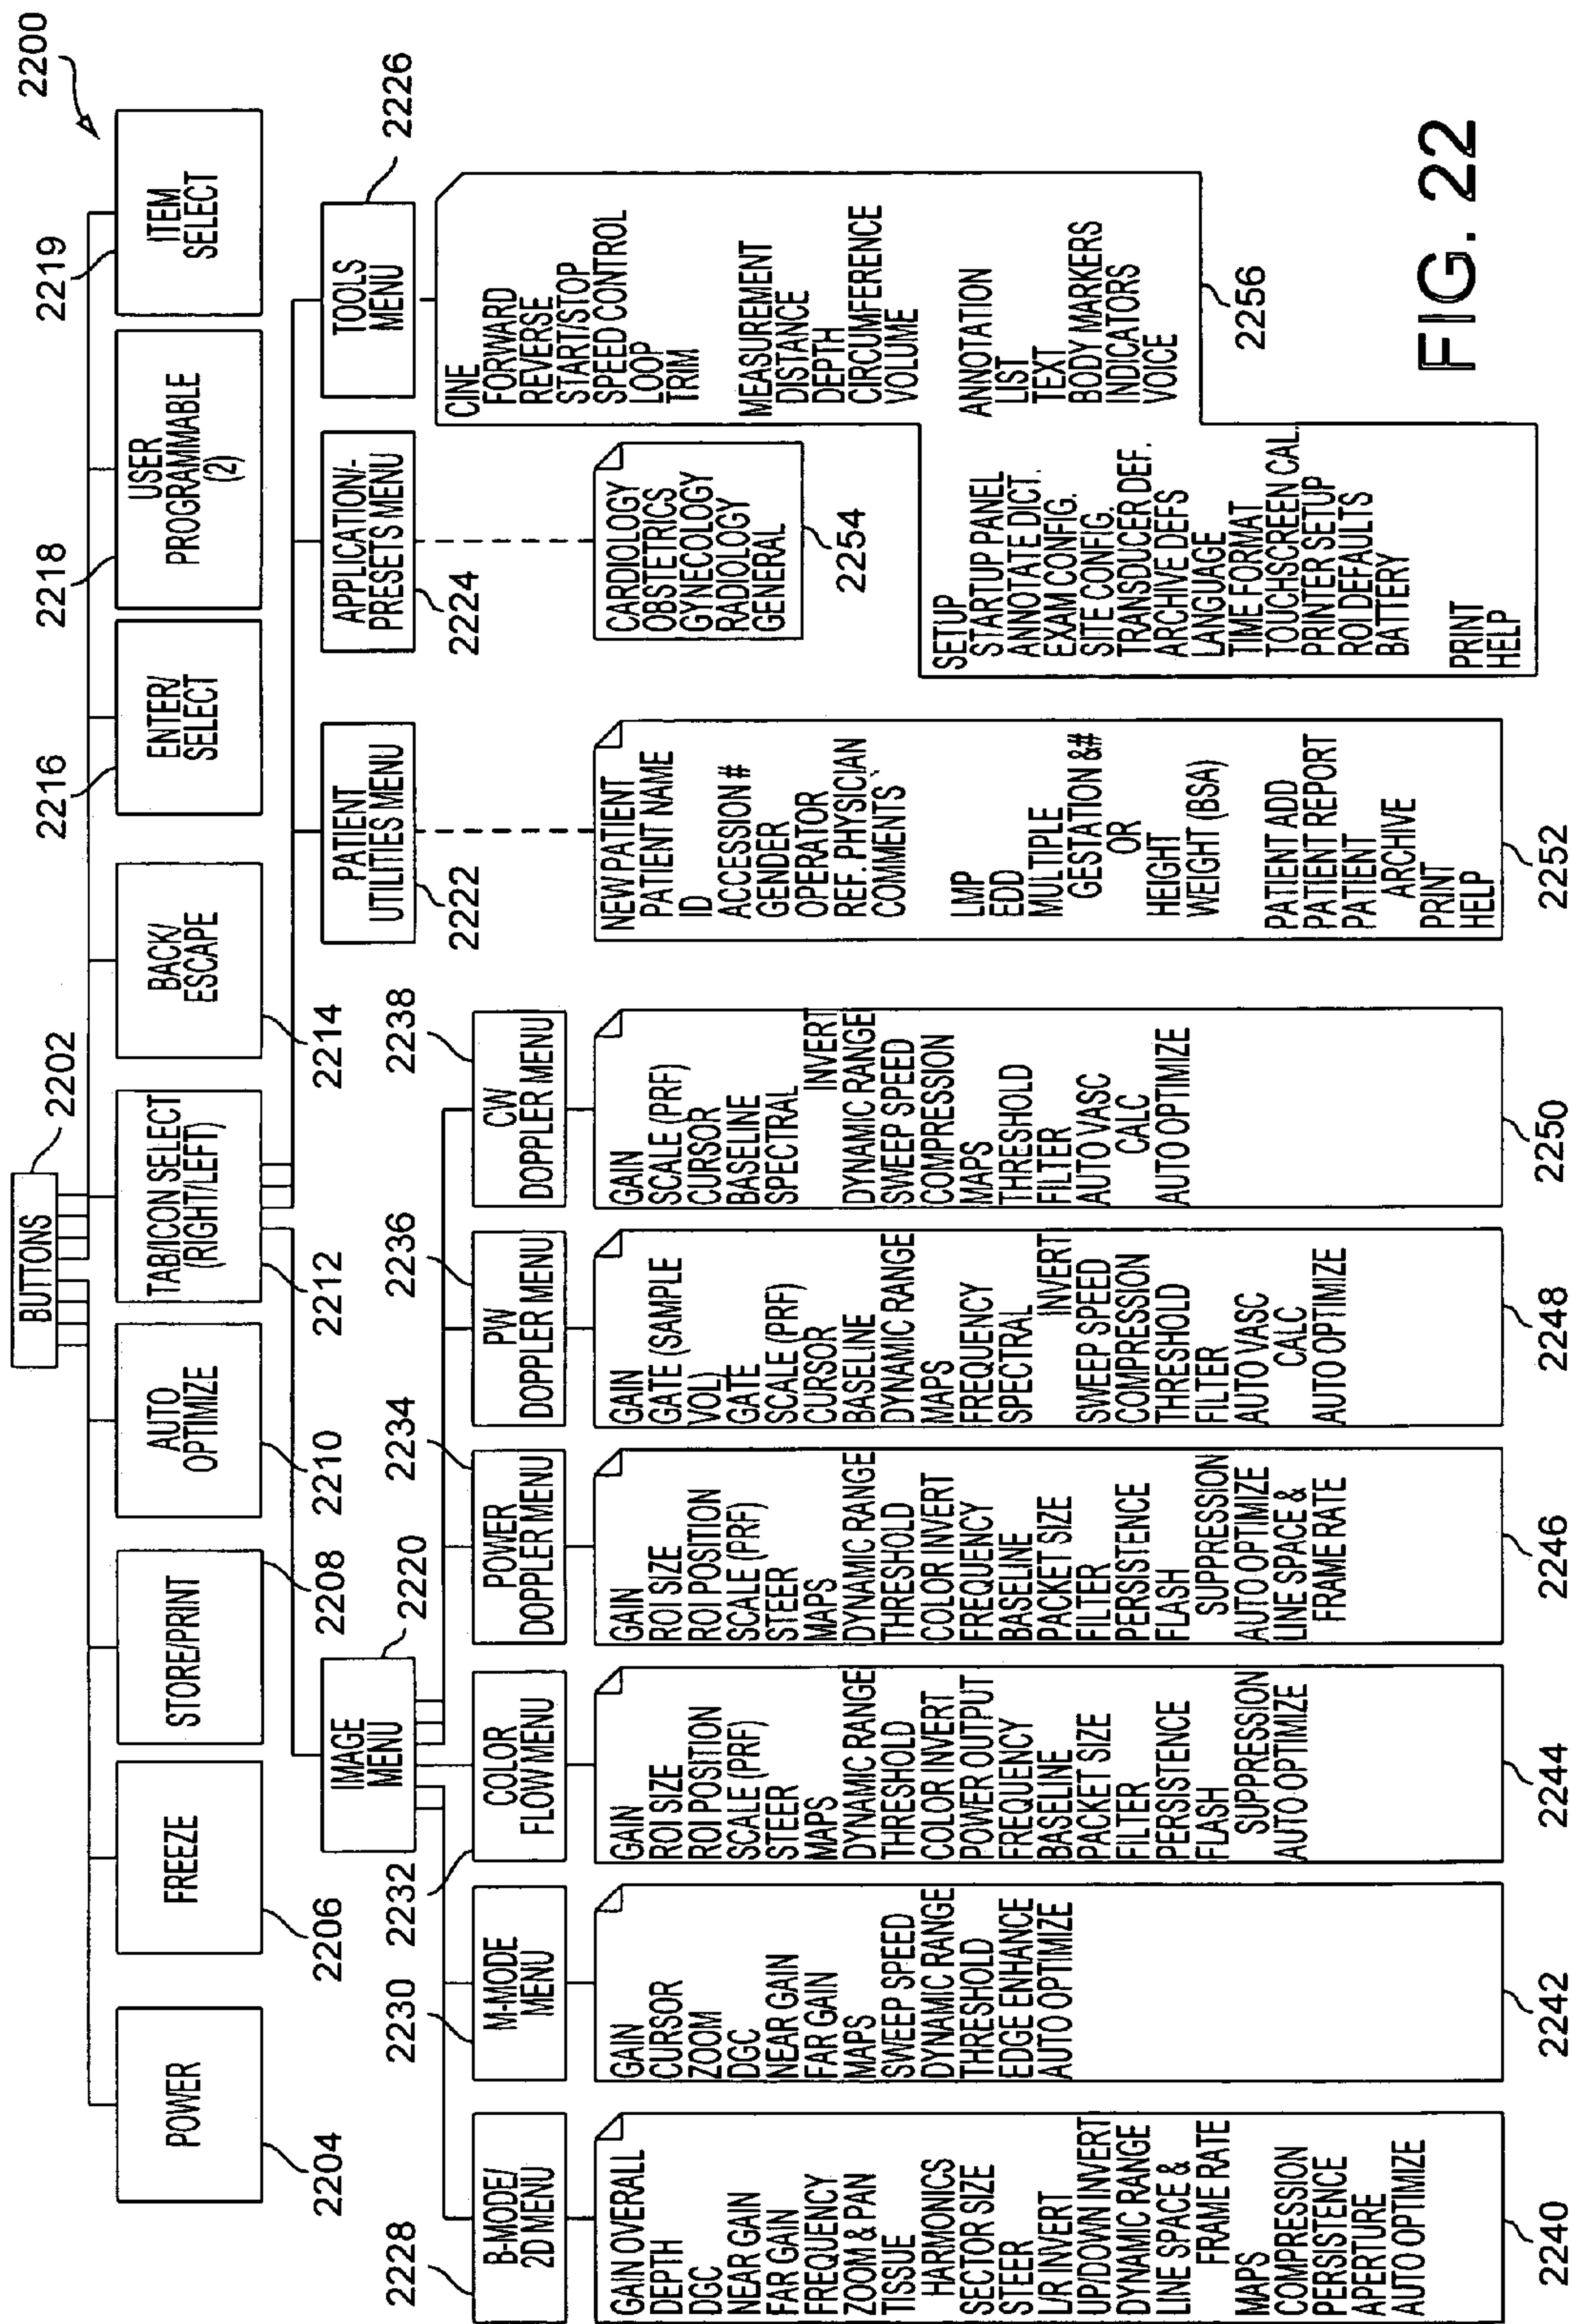 2200
BUTTONS
2202
POWER
2204
FREEZE
2206
STORE/PRINT
2208
AUTO
OPTIMIZE
2210
TAB/ICON SELECT
(RIGHT/LEFT)
2212
BACK/
ESCAPE
2214
ENTER/
SELECT
2216
USER
PROGRAMMABLE
(2)
2218
ITEM
SELECT
2219
IMAGE
MENU
2220
PATIENT
UTILITIES MENU
2222
APPLICATION/-
PRESETS MENU
2224
TOOLS
MENU
2226
B-MODE/
2D MENU
2228
M-MODE
MENU
2230
COLOR
FLOW MENU
2232
POWER
DOPPLER MENU
2234
PW
DOPPLER MENU
2236
CW
DOPPLER MENU
2238
GAIN OVERALL
DEPTH
DGC
NEAR GAIN
FAR GAIN
FREQUENCY
ZOOM & PAN
TISSUE
HARMONICS
SECTOR SIZE
STEER
L/R INVERT
UP/DOWN INVERT
DYNAMIC RANGE
LINE SPACE &
FRAME RATE
MAPS
COMPRESSION
PERSISTENCE
APERTURE
AUTO OPTIMIZE
2240
GAIN
CURSOR
ZOOM
DGC
NEAR GAIN
FAR GAIN
MAPS
SWEEP SPEED
DYNAMIC RANGE
THRESHOLD
EDGE ENHANCE
AUTO OPTIMIZE
2242
GAIN
ROI SIZE
ROI POSITION
SCALE (PRF)
STEER
MAPS
DYNAMIC RANGE
THRESHOLD
COLOR INVERT
POWER OUTPUT
FREQUENCY
BASELINE
PACKET SIZE
FILTER
PERSISTENCE
FLASH
SUPPRESSION
AUTO OPTIMIZE
2244
GAIN
ROI SIZE
ROI POSITION
SCALE (PRF)
STEER
MAPS
DYNAMIC RANGE
THRESHOLD
COLOR INVERT
FREQUENCY
BASELINE
PACKET SIZE
FILTER
PERSISTENCE
FLASH
SUPPRESSION
AUTO OPTIMIZE
LINE SPACE &
FRAME RATE
2246
GAIN
GATE (SAMPLE
VOL)
GATE
SCALE (PRF)
CURSOR
BASELINE
DYNAMIC RANGE
MAPS
FREQUENCY
SPECTRAL
INVERT
SWEEP SPEED
COMPRESSION
THRESHOLD
FILTER
AUTO VASC
CALC
AUTO OPTIMIZE
2248
GAIN
SCALE (PRF)
CURSOR
BASELINE
SPECTRAL
INVERT
DYNAMIC RANGE
SWEEP SPEED
COMPRESSION
MAPS
THRESHOLD
FILTER
AUTO VASC
CALC
AUTO OPTIMIZE
2250
NEW PATIENT
PATIENT NAME
ID
ACCESSION #
GENDER
OPERATOR
REF. PHYSICIAN
COMMENTS
LMP
EDD
MULTIPLE
GESTATION &#
OR
HEIGHT
WEIGHT (BSA)
PATIENT ADD
PATIENT REPORT
PATIENT
ARCHIVE
PRINT
HELP
2252
CARDIOLOGY
OBSTETRICS
GYNECOLOGY
RADIOLOGY
GENERAL
2254
CINE
FORWARD
REVERSE
START/STOP
SPEED CONTROL
LOOP
TRIM
MEASUREMENT
DISTANCE
DEPTH
CIRCUMFERENCE
VOLUME
ANNOTATION
LIST
TEXT
BODY MARKERS
INDICATORS
VOICE
SETUP
STARTUP PANEL
ANNOTATE DICT.
EXAM CONFIG.
SITE CONFIG.
TRANSDUCER DEF.
ARCHIVE DEFS
LANGUAGE
TIME FORMAT
TOUCHSCREEN CAL.
PRINTER SETUP
ROI DEFAULTS
BATTERY
PRINT
HELP
2256
FIG. 22